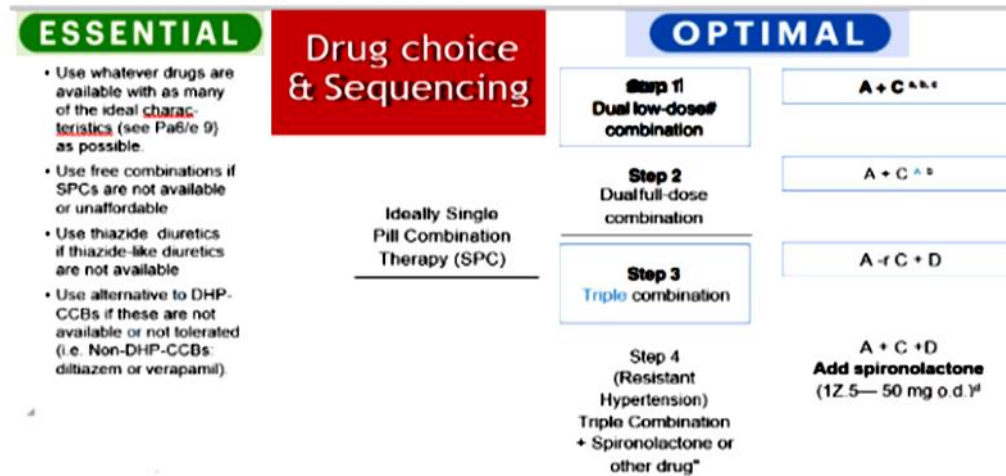 ESSENTIAL
• Use whatever drugs are
available with as many
of the ideal charac-
teristics (see Pa6/e 9}
as possible.
• Use free combinations if
SPCs are not available
or unaffordable
• Use thiazide diuretics
if thiazide-like diuretics
are not available
• Use alternative to DHP-
CCBs if these are not
available or not tolerated
(i.e. Non-DHP-CCBs:
diltiazem or verapamil).
Drug choice
& Sequencing
Ideally Single
Pill Combination
Therapy (SPC)
OPTIMAL
Step 1
Dual low-dose#
combination
A + C a, b, c
Step 2
Dualfull-dose
combination
A + C A b
Step 3
Triple combination
A -r C + D
Step 4
(Resistant
Hypertension)
Triple Combination
+ Spironolactone or
other drug"
A + C +D
Add spironolactone
(1Z.5— 50 mg o.d.)d